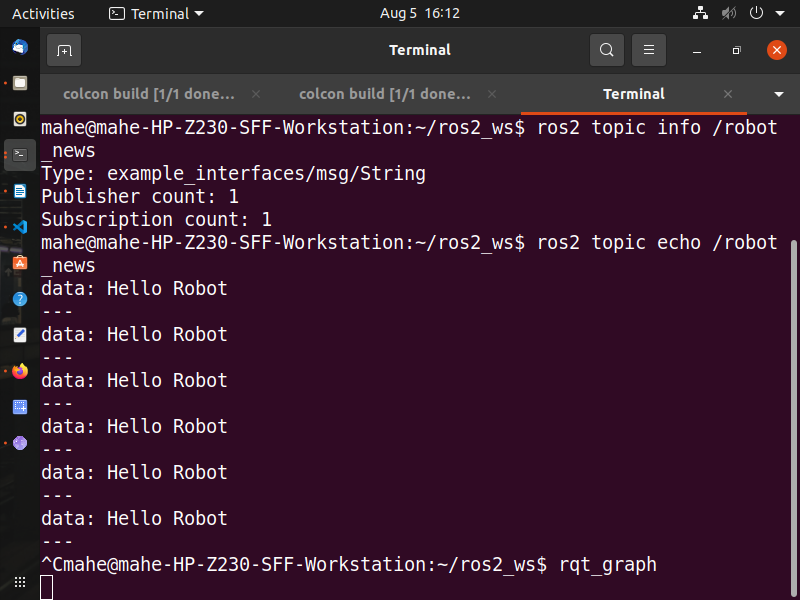 Activities
Terminal
Aug 5 16:12
Terminal
colcon build [1/1 done...
colcon build [1/1 done...
Terminal
mahe@mahe-HP-Z230-SFF-Workstation:~/ros2_ws$ ros2 topic info /robot
_news
Type: example_interfaces/msg/String
Publisher count: 1
Subscription count: 1
mahe@mahe-HP-Z230-SFF-Workstation:~/ros2_ws$ ros2 topic echo /robot
_news
data: Hello Robot
---
data: Hello Robot
---
data: Hello Robot
---
data: Hello Robot
---
data: Hello Robot
---
data: Hello Robot
---
^Cmahe@mahe-HP-Z230-SFF-Workstation:~/ros2_ws$ rqt_graph